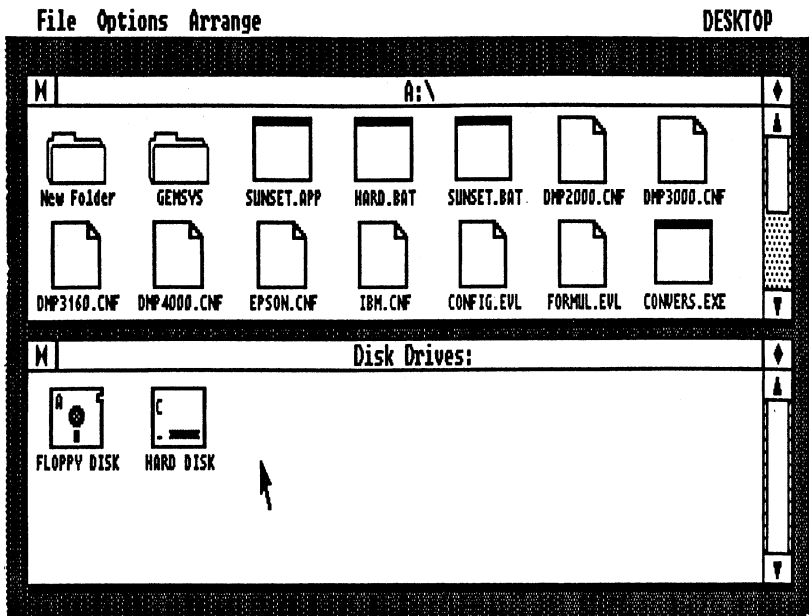 File Options Arrange DESKTOP
A:\
New Folder GEMSYS SUNSET.APP HARD.BAT SUNSET.BAT DMP2000.CNF DMP3000.CNF
DMP3160.CNF DMP4000.CNF EPSON.CNF IBM.CNF CONFIG.EVL FORMUL.EVL CONVERS.EXE
Disk Drives:
A C
FLOPPY DISK HARD DISK